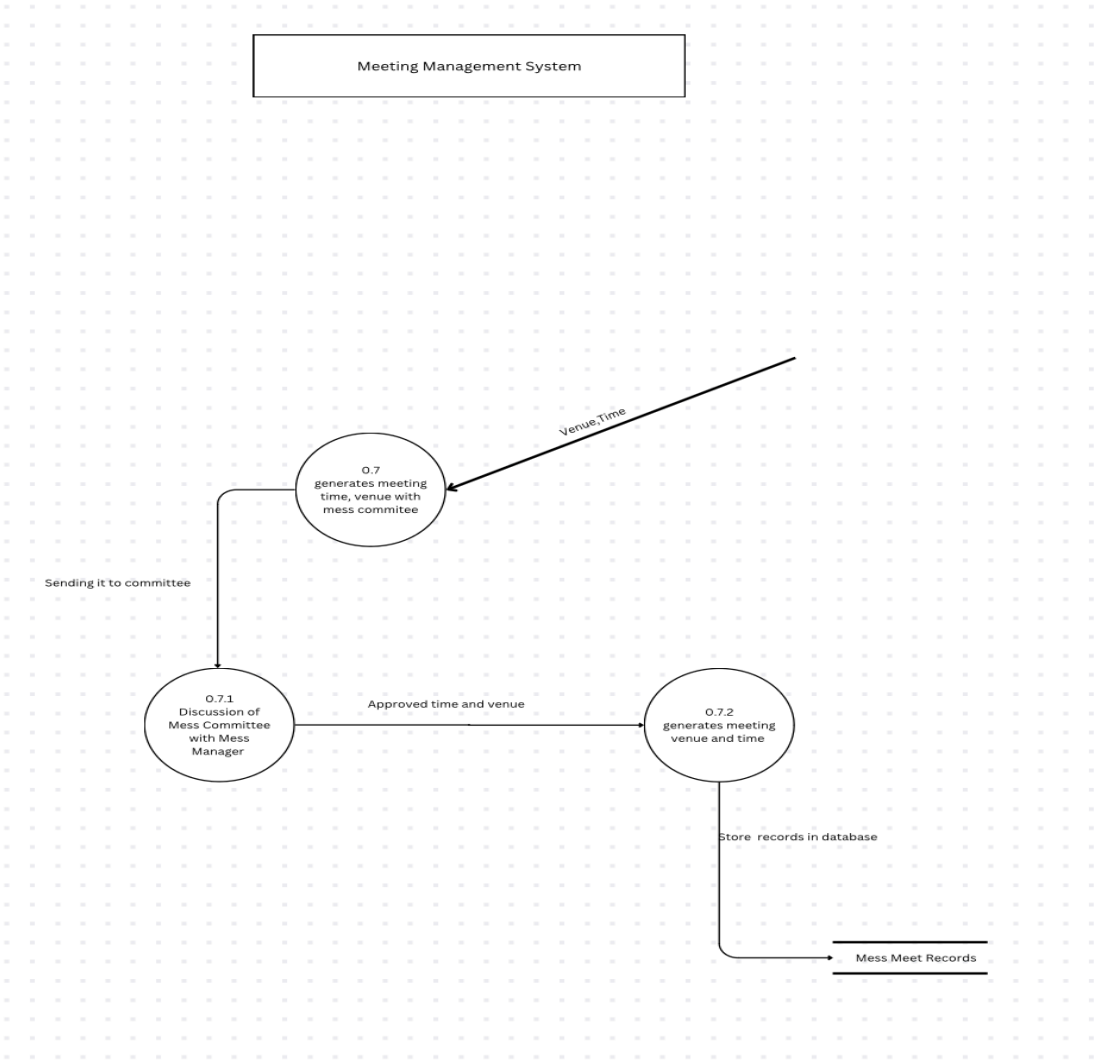 Meeting Management System
Venue,Time
0.7
generates meeting
time, venue with
mess commitee
Sending it to committee
0.7.1
Discussion of
Mess Committee
with Mess
Manager
Approved time and venue
0.7.2
generates meeting
venue and time
Store records in database
Mess Meet Records